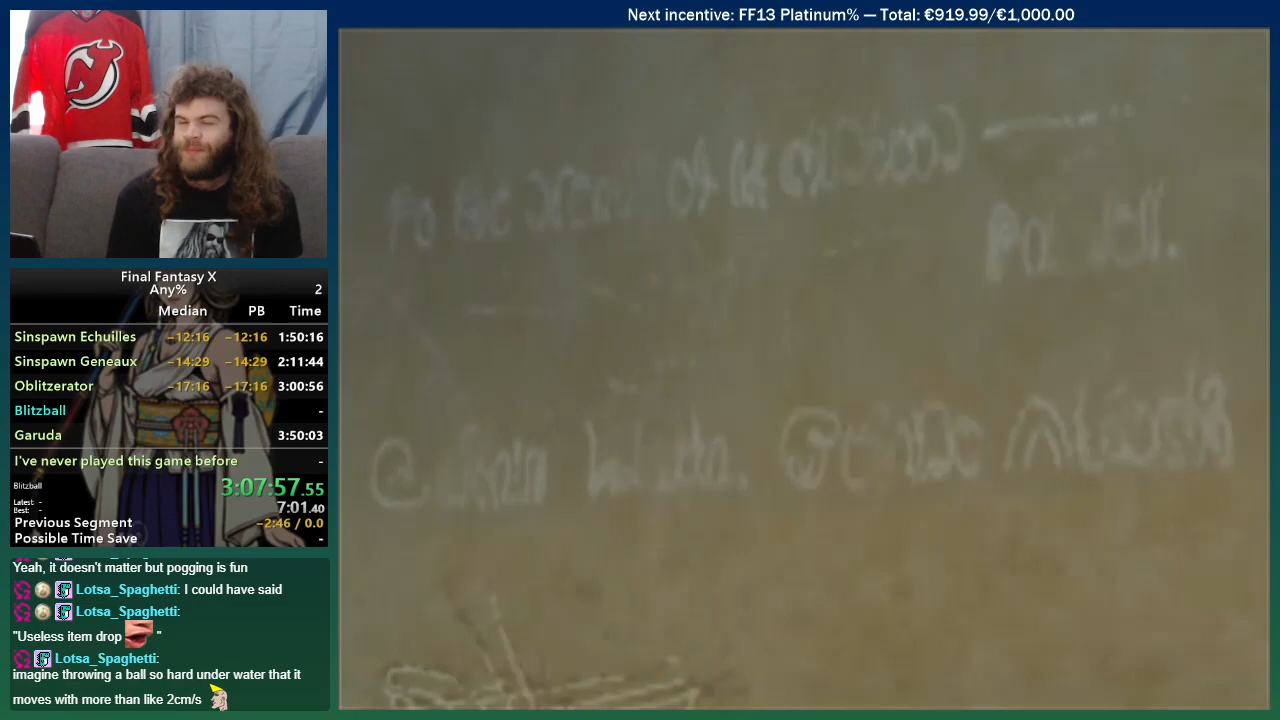 Next incentive: FF13 Platinum% — Total: €919.99/€1,000.00
Final Fantasy X
Any% 2
Median PB Time
Sinspawn Echuilles −12:16 −12:16 1:50:16
Sinspawn Geneaux −14:29 −14:29 2:11:44
Oblitzerator −17:16 −17:16 3:00:56
Blitzball -
Garuda 3:50:03
I've never played this game before -
Blitzball 3:07:57.55
Latest: -
Best: - 7:01.40
Previous Segment −2:46 / 0.0
Possible Time Save -
Yeah, it doesn't matter but pogging is fun
Lotsa_Spaghetti: I could have said
Lotsa_Spaghetti:
"Useless item drop "
Lotsa_Spaghetti:
imagine throwing a ball so hard under water that it
moves with more than like 2cm/s